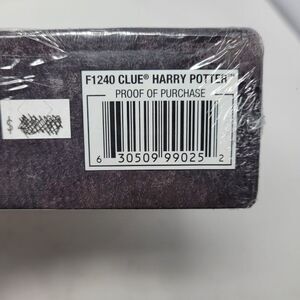 F1240 CLUE® HARRY POTTER™
PROOF OF PURCHASE
6 30509 99025 2
$